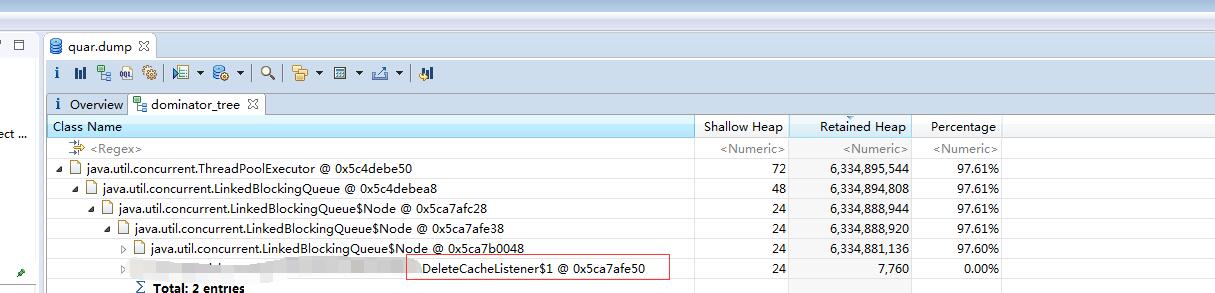 quar.dump
i OQL
i Overview dominator_tree
ect ...
Class Name Shallow Heap Retained Heap Percentage
<Regex> <Numeric> <Numeric> <Numeric>
java.util.concurrent.ThreadPoolExecutor @ 0x5c4debe50 72 6,334,895,544 97.61%
java.util.concurrent.LinkedBlockingQueue @ 0x5c4debea8 48 6,334,894,808 97.61%
java.util.concurrent.LinkedBlockingQueue$Node @ 0x5ca7afc28 24 6,334,888,944 97.61%
java.util.concurrent.LinkedBlockingQueue$Node @ 0x5ca7afe38 24 6,334,888,920 97.61%
java.util.concurrent.LinkedBlockingQueue$Node @ 0x5ca7b0048 24 6,334,881,136 97.60%
DeleteCacheListener$1 @ 0x5ca7afe50 24 7,760 0.00%
Σ Total: 2 entries